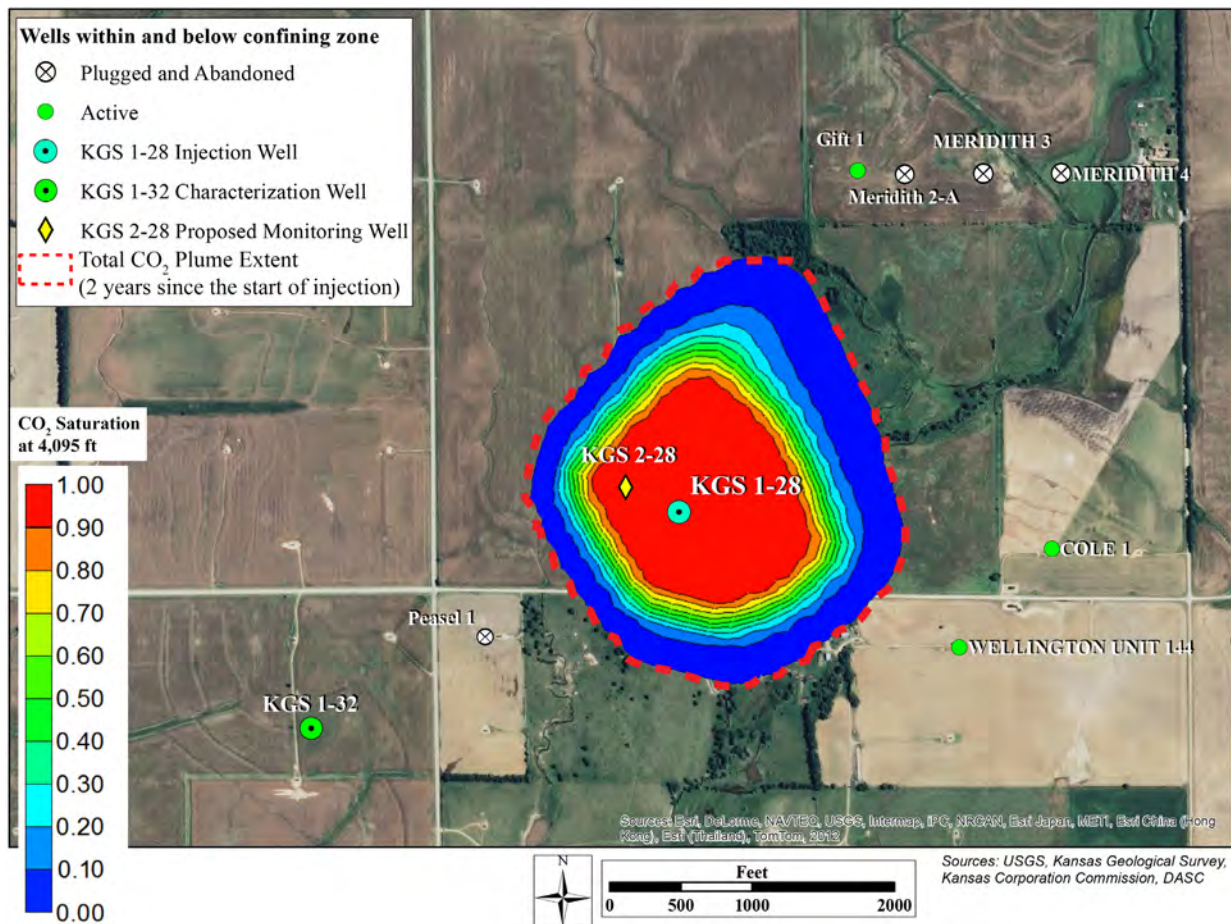 Wells within and below confining zone
Plugged and Abandoned
Active
KGS 1-28 Injection Well
KGS 1-32 Characterization Well
KGS 2-28 Proposed Monitoring Well
Total CO₂ Plume Extent
(2 years since the start of injection)
Gift 1
MERIDITH 3
Meridith 2-A
MERIDITH 4
CO₂ Saturation
at 4,095 ft
1.00
0.90
0.80
0.70
0.60
0.50
0.40
0.30
0.20
0.10
0.00
KGS 2-28
KGS 1-28
COLE 1
Peasel 1
WELLINGTON UNIT 144
KGS 1-32
Sources: Esri, DeLorme, NAVTEQ, USGS, Intermap, iPC, NRCAN, Esri Japan, METI, Esri China (Hong
Kong), Esri (Thailand), TomTom, 2012
N
Feet
0 500 1000 2000
Sources: USGS, Kansas Geological Survey,
Kansas Corporation Commission, DASC